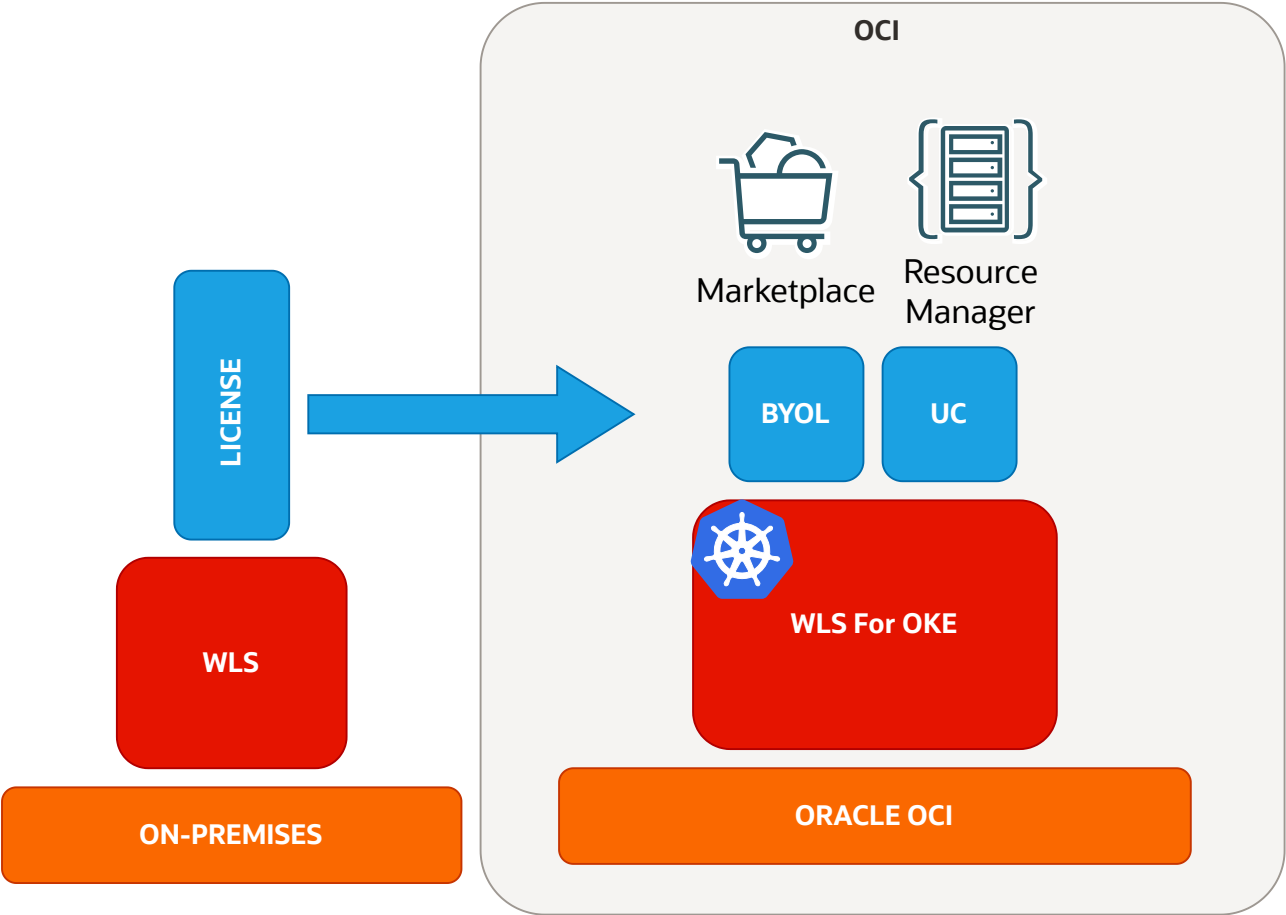 OCI
Marketplace
Resource
Manager
LICENSE
BYOL
UC
WLS
WLS For OKE
ON-PREMISES
ORACLE OCI